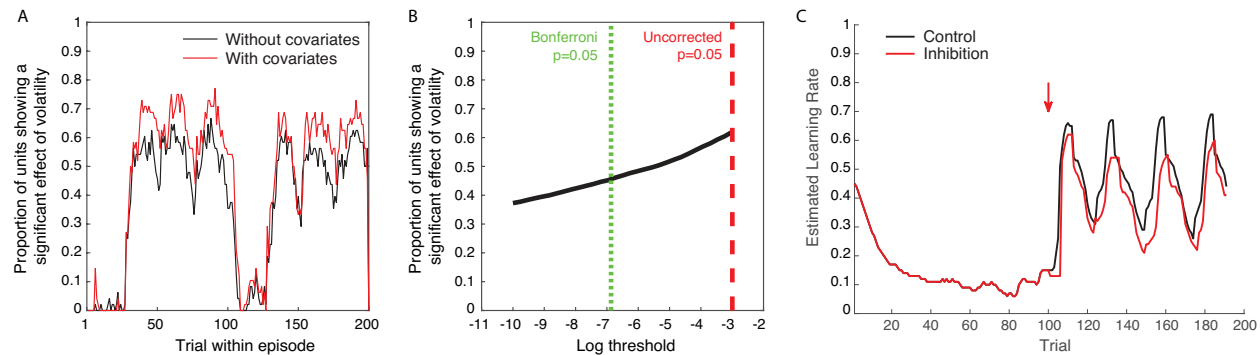 A
Proportion of units showing a
significant effect of volatility
1
0.9
0.8
0.7
0.6
0.5
0.4
0.3
0.2
0.1
0
Without covariates
With covariates
1 50 100 150 200
Trial within episode
B
Proportion of units showing a
significant effect of volatility
1
0.9
0.8
0.7
0.6
0.5
0.4
0.3
0.2
0.1
0
Bonferroni
p=0.05
Uncorrected
p=0.05
-11 -10 -9 -8 -7 -6 -5 -4 -3 -2
Log threshold
C
Estimated Learning Rate
1
0.9
0.8
0.7
0.6
0.5
0.4
0.3
0.2
0.1
0
Control
Inhibition
20 40 60 80 100 120 140 160 180 200
Trial